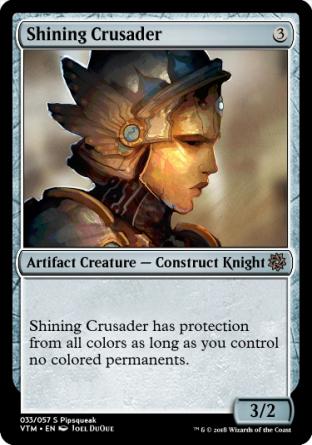 Shining Crusader 3
Artifact Creature — Construct Knight
Shining Crusader has protection
from all colors as long as you control
no colored permanents.
3/2
033/057 S Pipsqueak
VTM • EN Joel DuQue
™ & © 2018 Wizards of the Coast